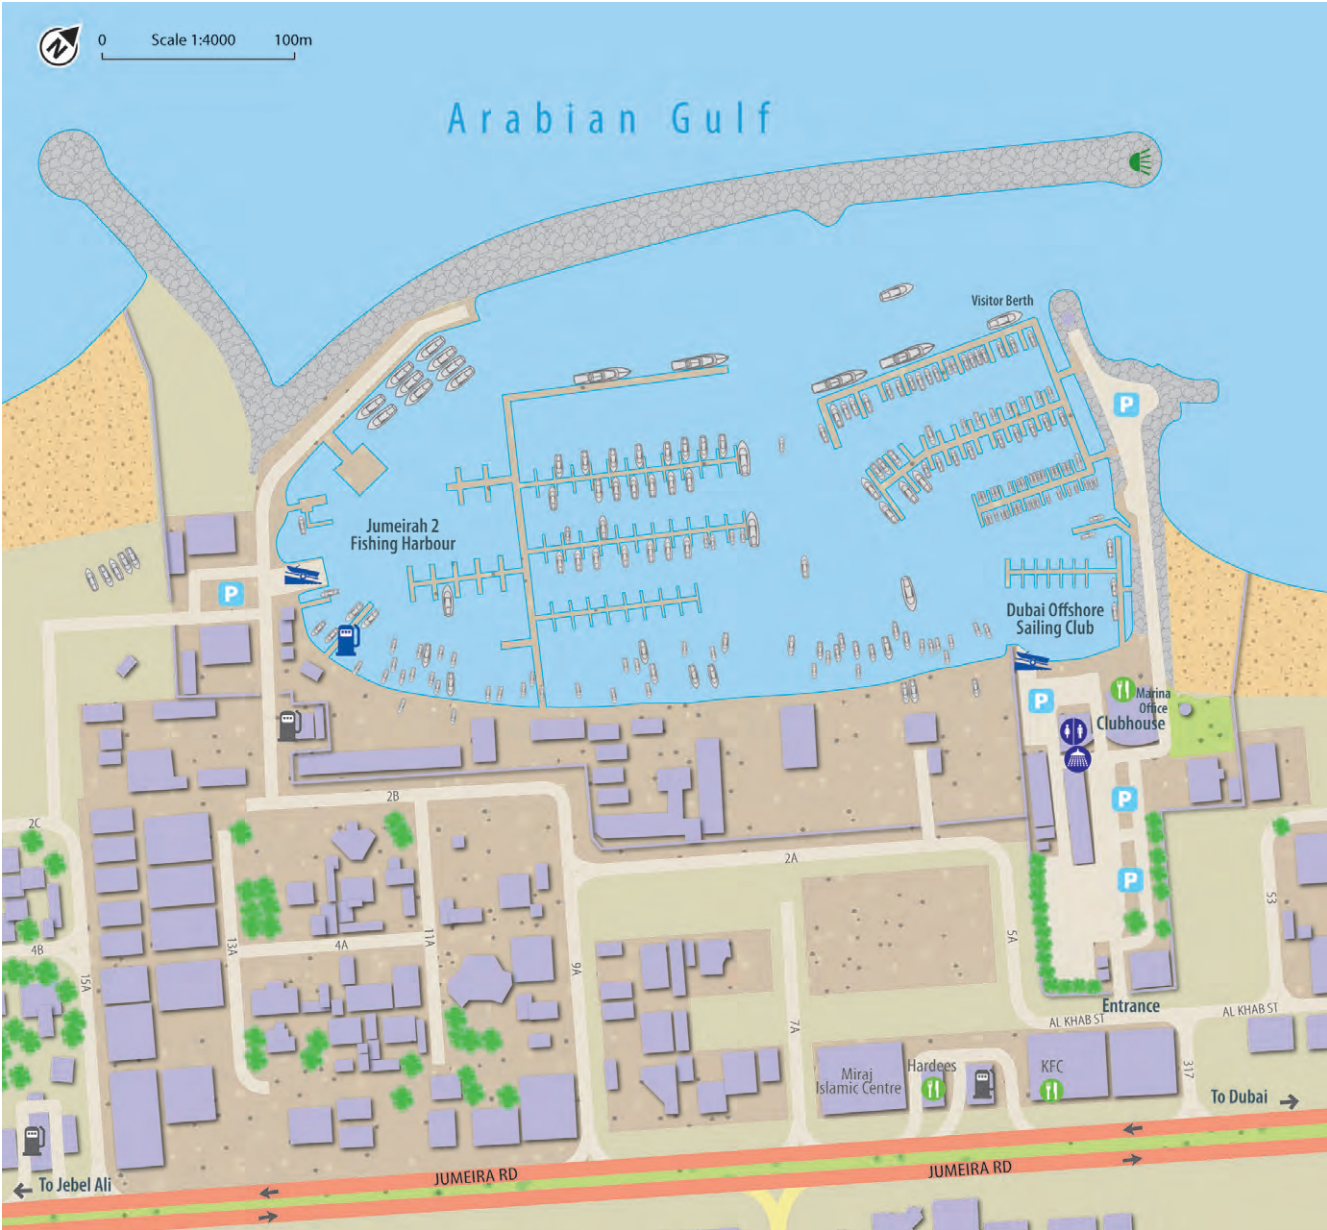 N
0 Scale 1:4000 100m
Arabian Gulf
Visitor Berth
P
Jumeirah 2
Fishing Harbour
P
Dubai Offshore
Sailing Club
P
Marina
Office
Clubhouse
2B
P
2C
2A
P
53
13A
4A
11A
4B
5A
9A
15A
Entrance
AL KHAB ST
AL KHAB ST
7A
317
Miraj
Islamic Centre
Hardees
KFC
To Dubai
JUMEIRA RD
JUMEIRA RD
To Jebel Ali